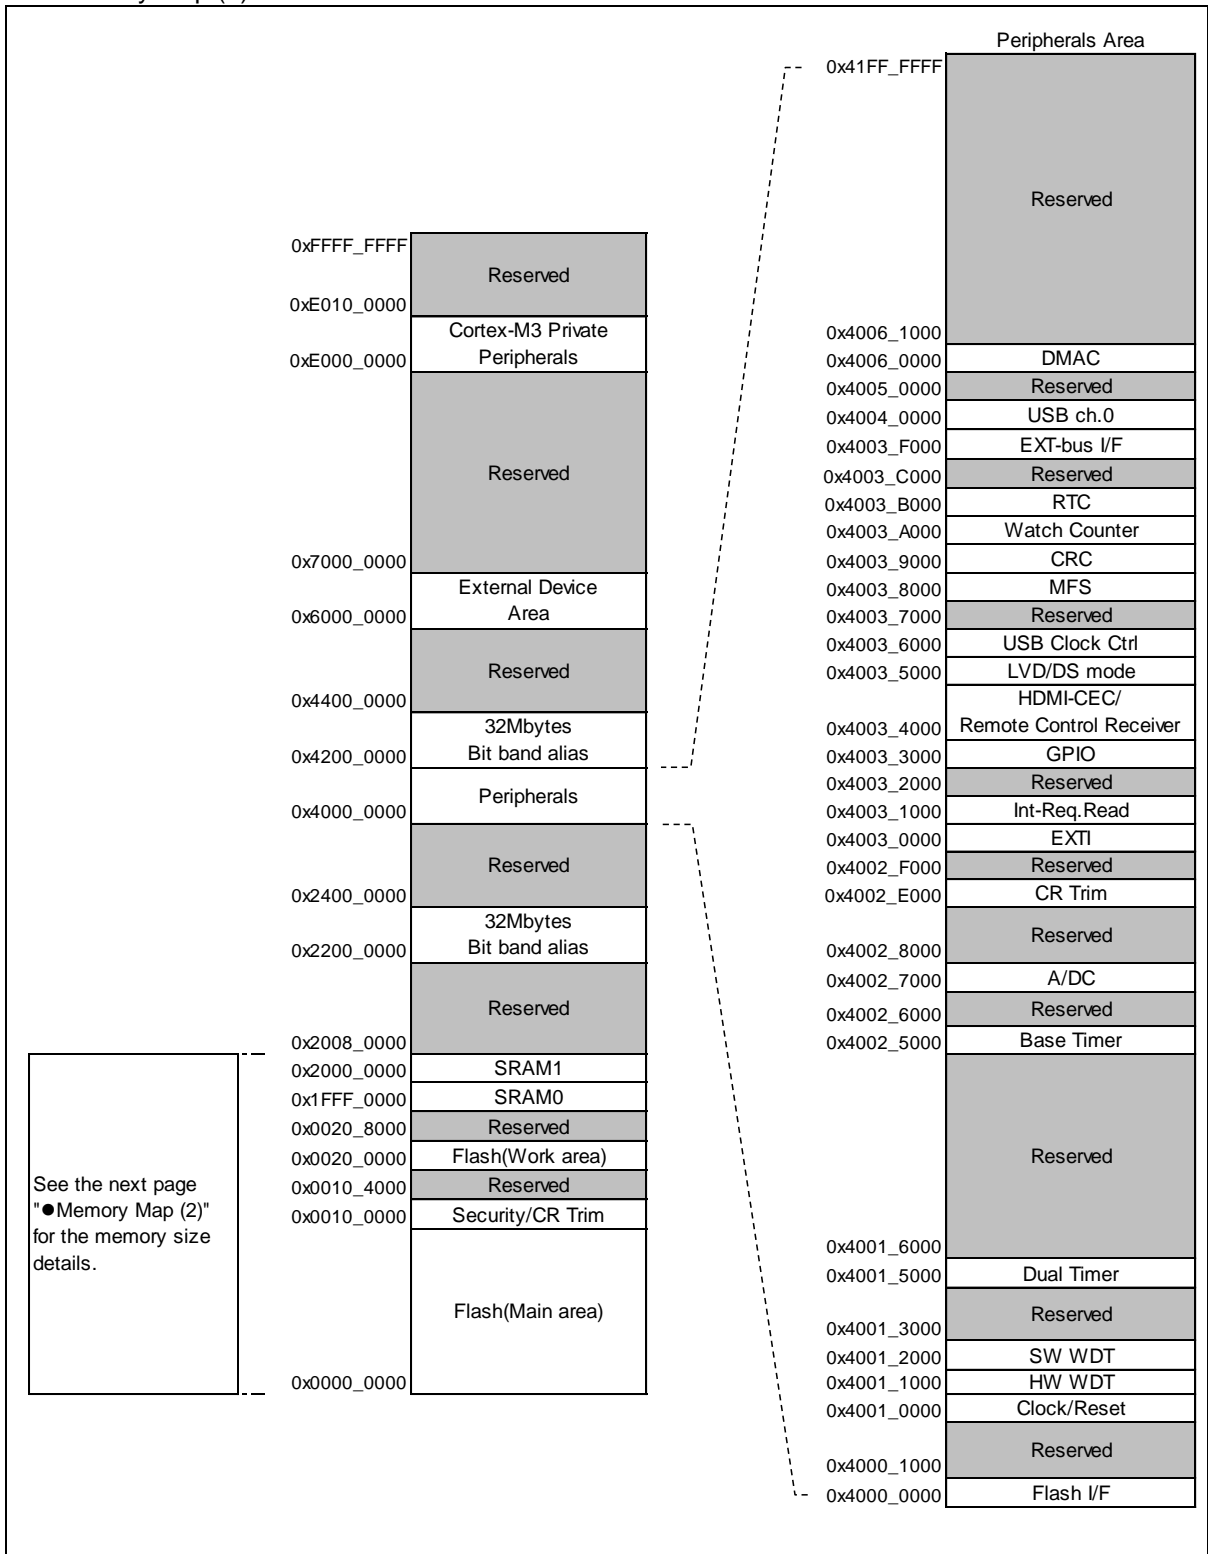 Peripherals Area
0x41FF_FFFF
Reserved
0x4006_1000
0x4006_0000 DMAC
0x4005_0000 Reserved
0x4004_0000 USB ch.0
0x4003_F000 EXT-bus I/F
0x4003_C000 Reserved
0x4003_B000 RTC
0x4003_A000 Watch Counter
0x4003_9000 CRC
0x4003_8000 MFS
0x4003_7000 Reserved
0x4003_6000 USB Clock Ctrl
0x4003_5000 LVD/DS mode
HDMI-CEC/
0x4003_4000 Remote Control Receiver
0x4003_3000 GPIO
0x4003_2000 Reserved
0x4003_1000 Int-Req.Read
0x4003_0000 EXTI
0x4002_F000 Reserved
0x4002_E000 CR Trim
Reserved
0x4002_8000
0x4002_7000 A/DC
0x4002_6000 Reserved
0x4002_5000 Base Timer
Reserved
0x4001_6000
0x4001_5000 Dual Timer
Reserved
0x4001_3000
0x4001_2000 SW WDT
0x4001_1000 HW WDT
0x4001_0000 Clock/Reset
Reserved
0x4000_1000
0x4000_0000 Flash I/F
0xFFFF_FFFF
Reserved
0xE010_0000
Cortex-M3 Private
0xE000_0000 Peripherals
Reserved
0x7000_0000
External Device
0x6000_0000 Area
Reserved
0x4400_0000
32Mbytes
0x4200_0000 Bit band alias
Peripherals
0x4000_0000
Reserved
0x2400_0000
32Mbytes
0x2200_0000 Bit band alias
Reserved
0x2008_0000
0x2000_0000 SRAM1
0x1FFF_0000 SRAM0
0x0020_8000 Reserved
0x0020_0000 Flash(Work area)
0x0010_4000 Reserved
0x0010_0000 Security/CR Trim
Flash(Main area)
0x0000_0000
See the next page
"●Memory Map (2)"
for the memory size
details.